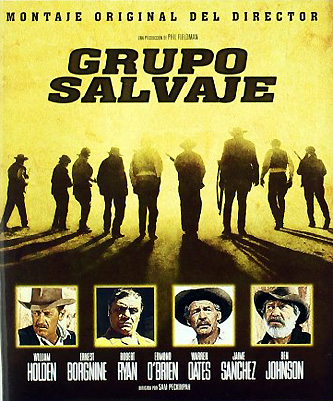 MONTAJE ORIGINAL DEL DIRECTOR
UNA PRODUCCIÓN DE PHIL FELDMAN
GRUPO
SALVAJE
WILLIAM HOLDEN
ERNEST BORGNINE
ROBERT RYAN
EDMOND O'BRIEN
WARREN OATES
JAIME SANCHEZ
BEN JOHNSON
DIRIGIDA POR SAM PECKINPAH